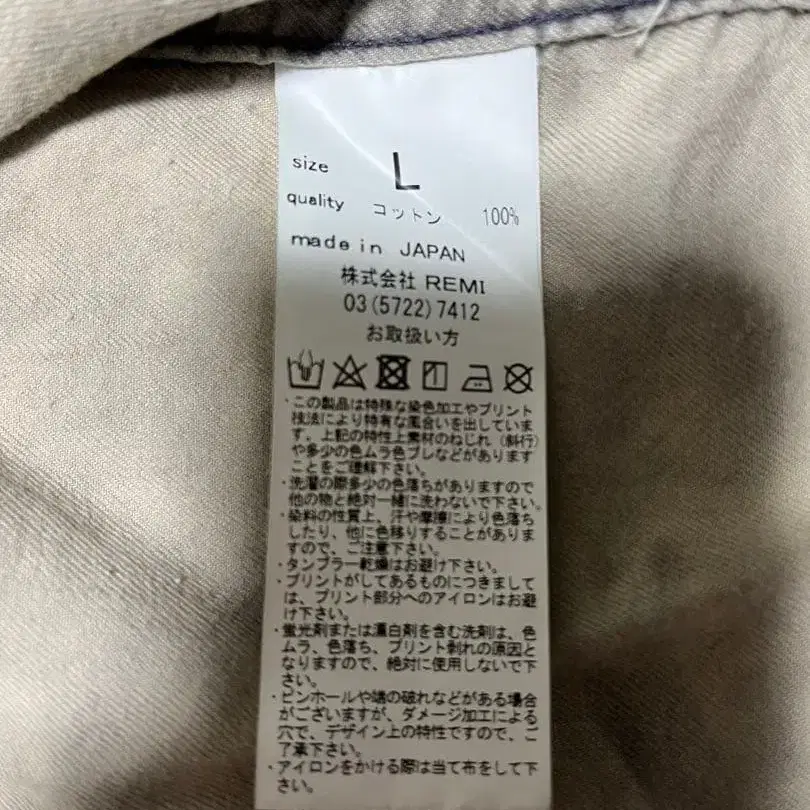 size L
quality コットン 100%
made in JAPAN
株式会社 REMI
03(5722)7412
お取扱い方
・この製品は特殊な染色加工やプリント
技法により特有な風合いを出していま
す。上記の特性上素材のねじれ（斜行）
や多少の色ムラ色ブレなどがあります
ことをご理解下さい。
・洗濯の際多少の色落ちがありますので
他の物と絶対一緒に洗わないで下さい。
・染料の性質上、汗や摩擦により色落ち
したり、他に色移りすることがありま
すので、ご注意下さい。
・タンブラー乾燥はお避け下さい。
・プリントがしてあるものにつきまして
は、プリント部分へのアイロンはお避
け下さい。
・蛍光剤または漂白剤を含む洗剤は、色
ムラ、色落ち、プリント剥れの原因と
なりますので、絶対に使用しないで下
さい。
・ピンホールや端の破れなどがある場合
がございますが、ダメージ加工による
穴で、デザイン上の特性ですので、ご
了承下さい。
・アイロンをかける際は当て布をして下
さい。